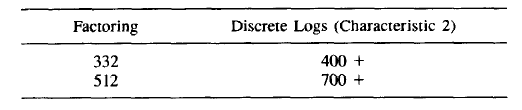 Factoring Discrete Logs (Characteristic 2)
332 400 +
512 700 +